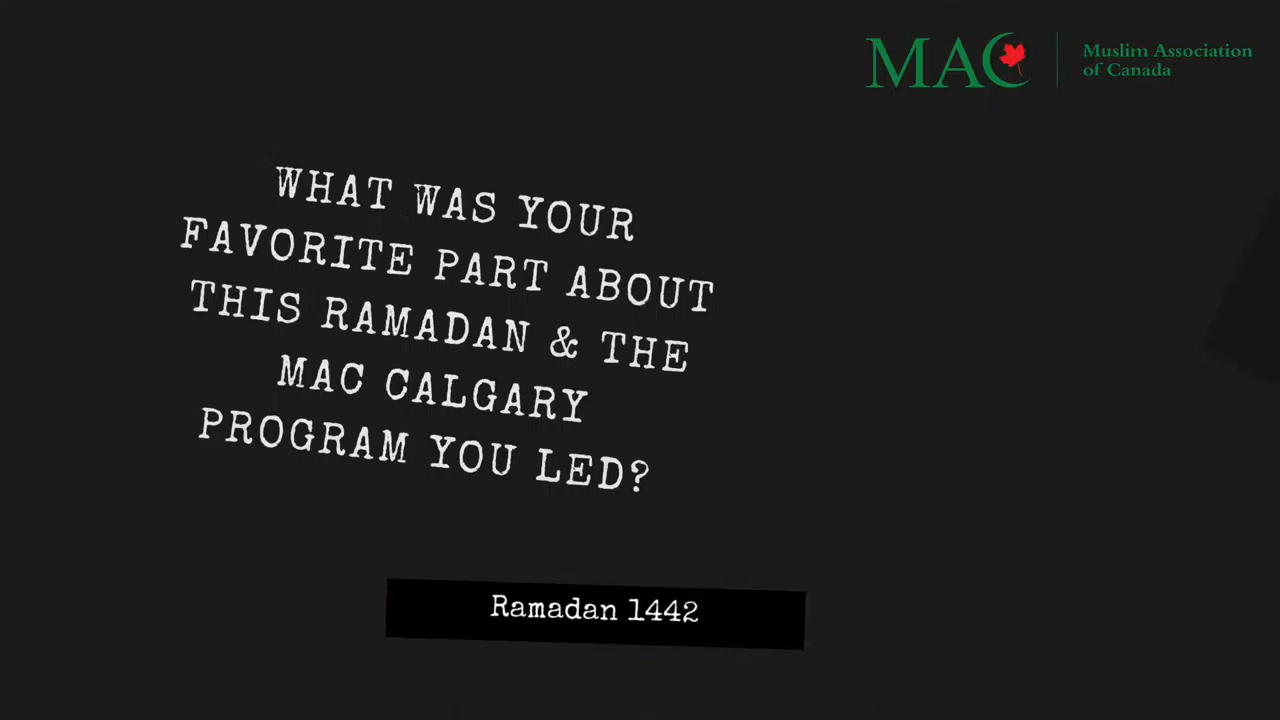 MAC
Muslim Association
of Canada
WHAT WAS YOUR
FAVORITE PART ABOUT
THIS RAMADAN & THE
MAC CALGARY
PROGRAM YOU LED?
Ramadan 1442